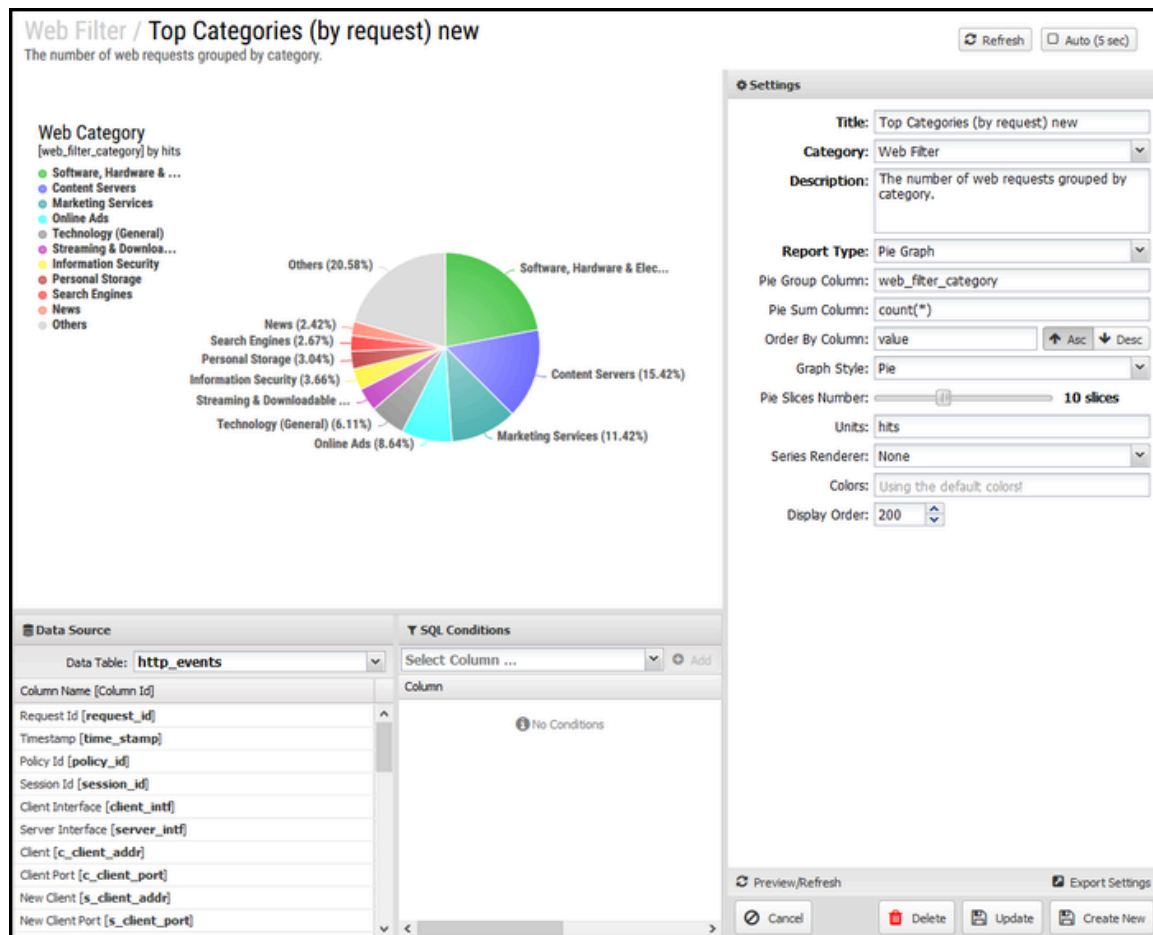 Web Filter / Top Categories (by request) new
The number of web requests grouped by category.
Refresh
Auto (5 sec)
Web Category
[web_filter_category] by hits
Software, Hardware & ...
Content Servers
Marketing Services
Online Ads
Technology (General)
Streaming & Downloa...
Information Security
Personal Storage
Search Engines
News
Others
Others (20.58%)
News (2.42%)
Search Engines (2.67%)
Personal Storage (3.04%)
Information Security (3.66%)
Streaming & Downloadable ...
Technology (General) (6.11%)
Online Ads (8.64%)
Software, Hardware & Elec...
Content Servers (15.42%)
Marketing Services (11.42%)
Settings
Title: Top Categories (by request) new
Category: Web Filter
Description: The number of web requests grouped by
category.
Report Type: Pie Graph
Pie Group Column: web_filter_category
Pie Sum Column: count(*)
Order By Column: value Asc Desc
Graph Style: Pie
Pie Slices Number: 10 slices
Units: hits
Series Renderer: None
Colors: Using the default colors!
Display Order: 200
Data Source
Data Table: http_events
Column Name [Column Id]
Request Id [request_id]
Timestamp [time_stamp]
Policy Id [policy_id]
Session Id [session_id]
Client Interface [client_intf]
Server Interface [server_intf]
Client [c_client_addr]
Client Port [c_client_port]
New Client [s_client_addr]
New Client Port [s_client_port]
SQL Conditions
Select Column ... Add
Column
No Conditions
Preview/Refresh
Export Settings
Cancel
Delete
Update
Create New